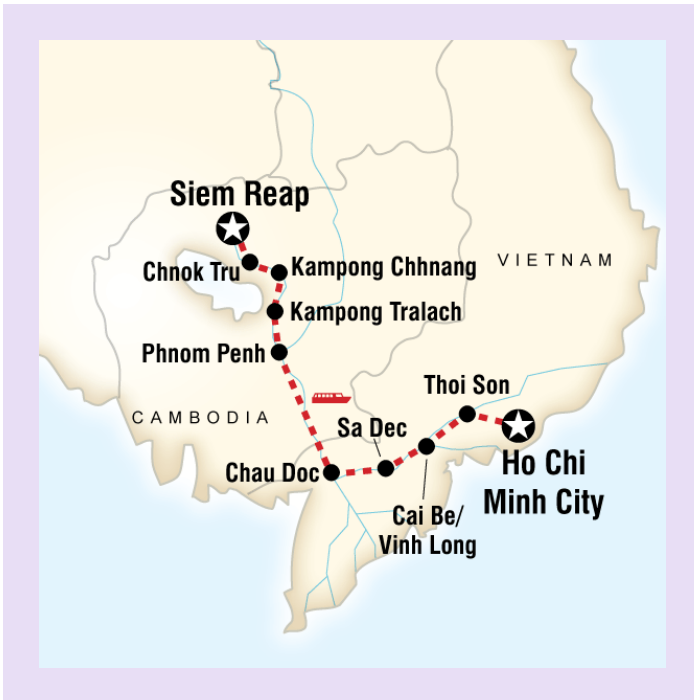 Siem Reap
VIETNAM
Chnok Tru
Kampong Chhnang
Kampong Tralach
Phnom Penh
Thoi Son
CAMBODIA
Sa Dec
Chau Doc
Ho Chi
Minh City
Cai Be/
Vinh Long